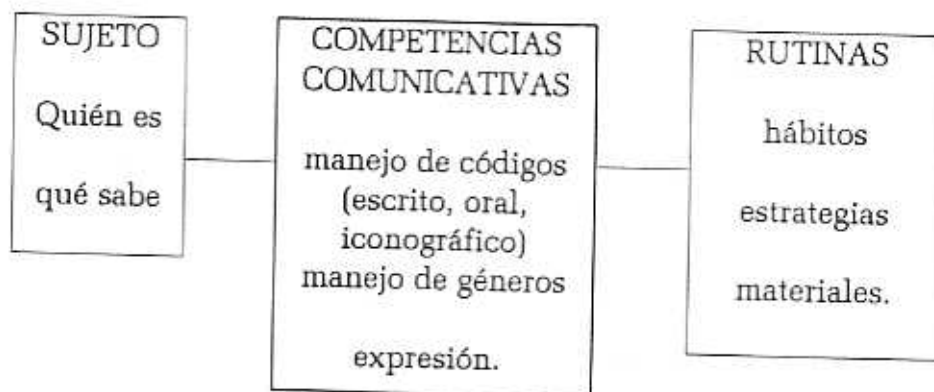 SUJETO
Quién es
qué sabe
COMPETENCIAS
COMUNICATIVAS
manejo de códigos
(escrito, oral,
iconográfico)
manejo de géneros
expresión.
RUTINAS
hábitos
estrategias
materiales.